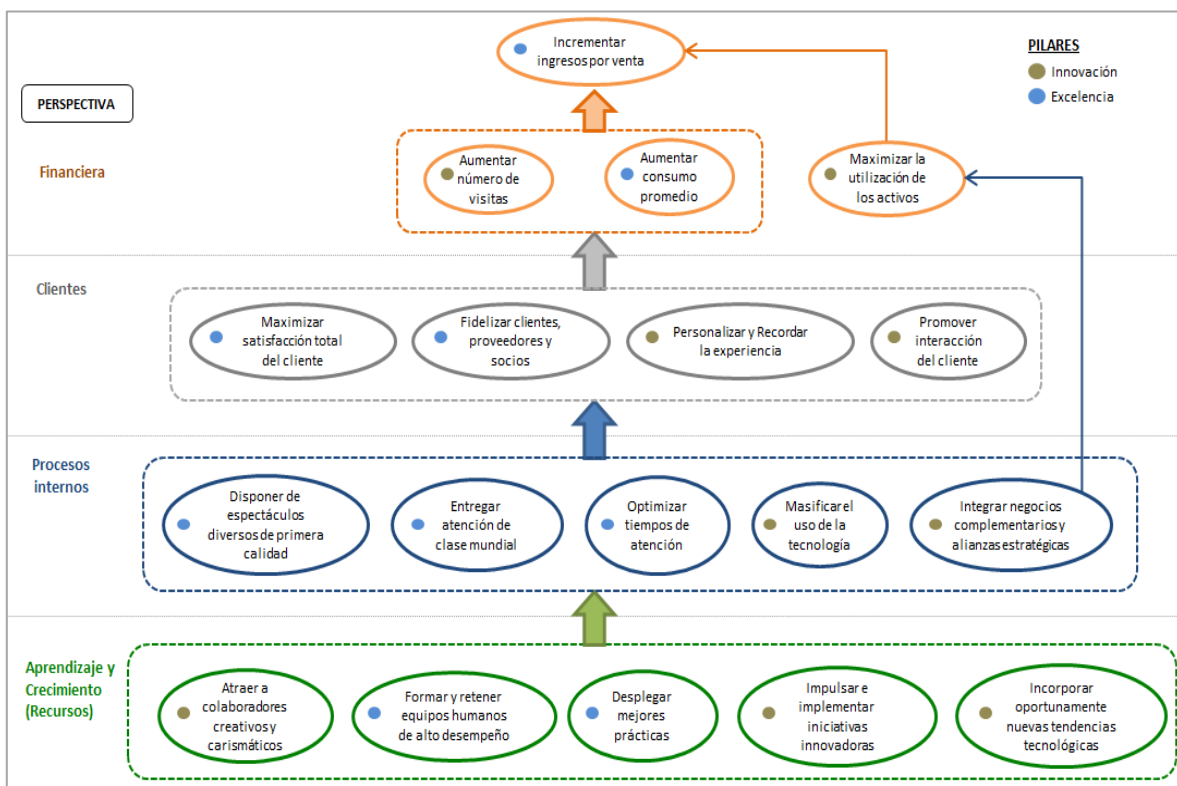 Incrementar
ingresos por venta
PILARES
Innovación
Excelencia
PERSPECTIVA
Financiera
Aumentar
número de
visitas
Aumentar
consumo
promedio
Maximizar la
utilización de
los activos
Clientes
Maximizar
satisfacción total
del cliente
Fidelizar clientes,
proveedores y
socios
Personalizar y Recordar
la experiencia
Promover
interacción
del cliente
Procesos
internos
Disponer de
espectáculos
diversos de primera
calidad
Entregar
atención de
clase mundial
Optimizar
tiempos de
atención
Masificar el
uso de la
tecnología
Integrar negocios
complementarios y
alianzas estratégicas
Aprendizaje y
Crecimiento
(Recursos)
Atraer a
colaboradores
creativos y
carismáticos
Formar y retener
equipos humanos
de alto desempeño
Desplegar
mejores
prácticas
Impulsar e
implementar
iniciativas
innovadoras
Incorporar
oportunamente
nuevas tendencias
tecnológicas